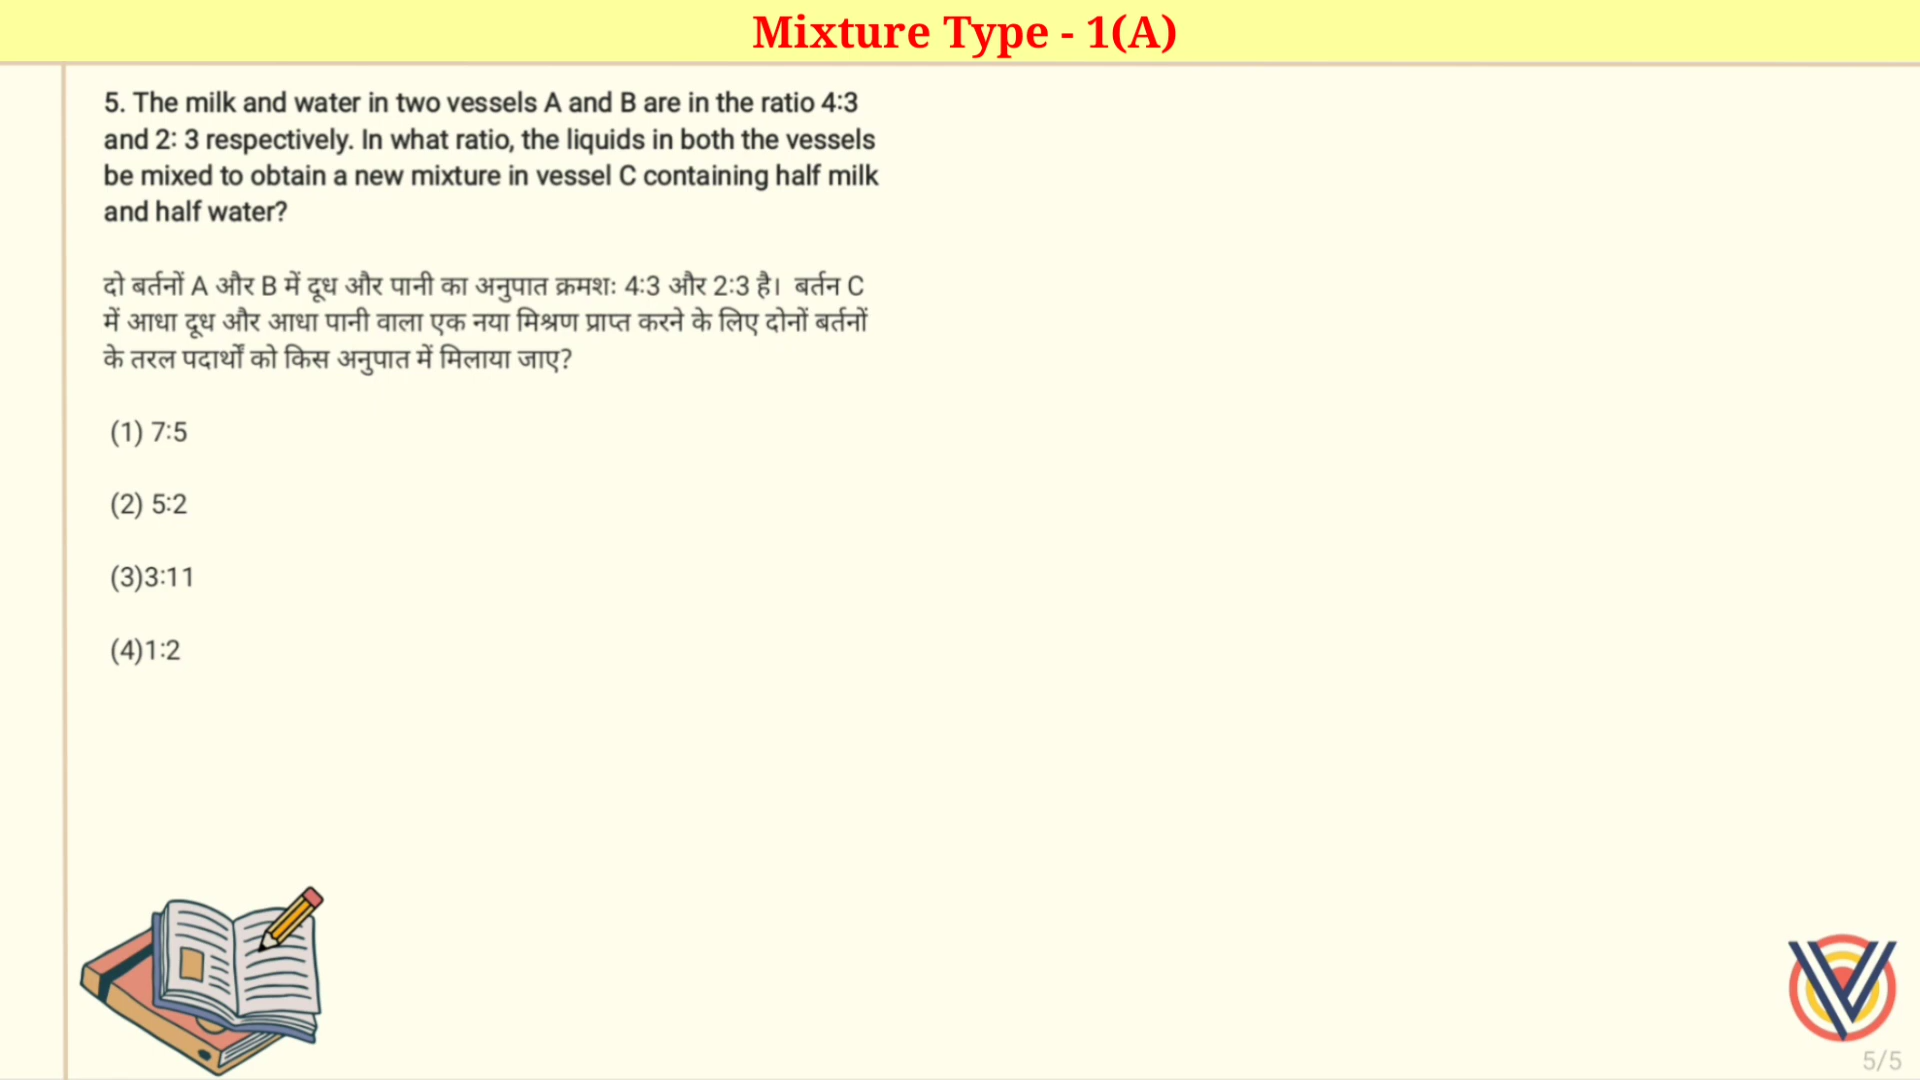 Mixture Type - 1(A)
5. The milk and water in two vessels A and B are in the ratio 4:3
and 2: 3 respectively. In what ratio, the liquids in both the vessels
be mixed to obtain a new mixture in vessel C containing half milk
and half water?
दो बर्तनों A और B में दूध और पानी का अनुपात क्रमशः 4:3 और 2:3 है। बर्तन C
में आधा दूध और आधा पानी वाला एक नया मिश्रण प्राप्त करने के लिए दोनों बर्तनों
के तरल पदार्थों को किस अनुपात में मिलाया जाए?
(1) 7:5
(2) 5:2
(3)3:11
(4)1:2
5/5